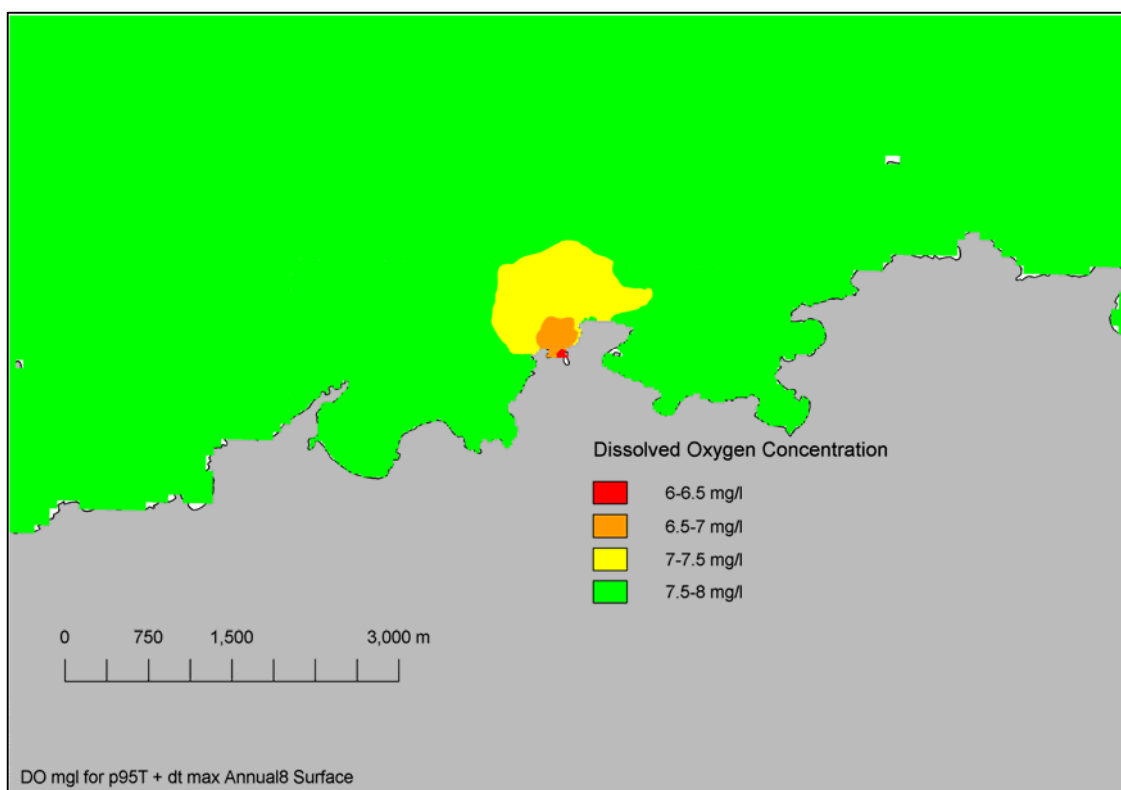 Dissolved Oxygen Concentration
6-6.5 mg/l
6.5-7 mg/l
7-7.5 mg/l
7.5-8 mg/l
0 750 1,500 3,000 m
DO mgl for p95T + dt max Annual8 Surface